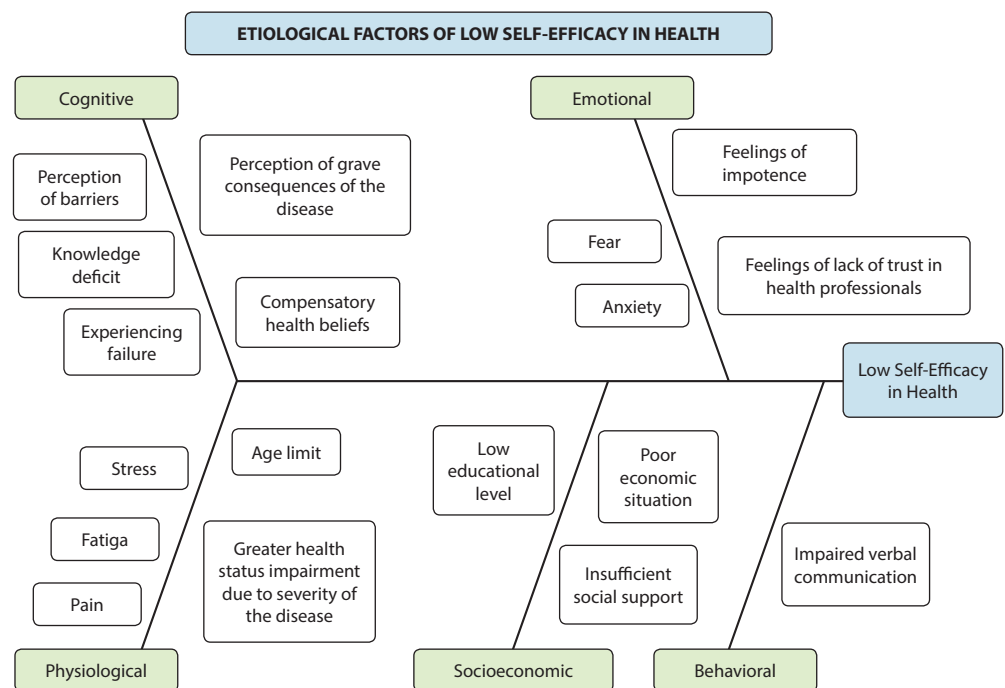 ETIOLOGICAL FACTORS OF LOW SELF-EFFICACY IN HEALTH
Cognitive
Emotional
Perception
of barriers
Perception of grave
consequences of the
disease
Knowledge
deficit
Compensatory
health beliefs
Experiencing
failure
Feelings of
impotence
Fear
Feelings of lack of trust in
health professionals
Anxiety
Low Self-Efficacy
in Health
Age limit
Stress
Fatiga
Greater health
status impairment
due to severity of
the disease
Pain
Low
educational
level
Poor
economic
situation
Insufficient
social support
Impaired verbal
communication
Physiological
Socioeconomic
Behavioral